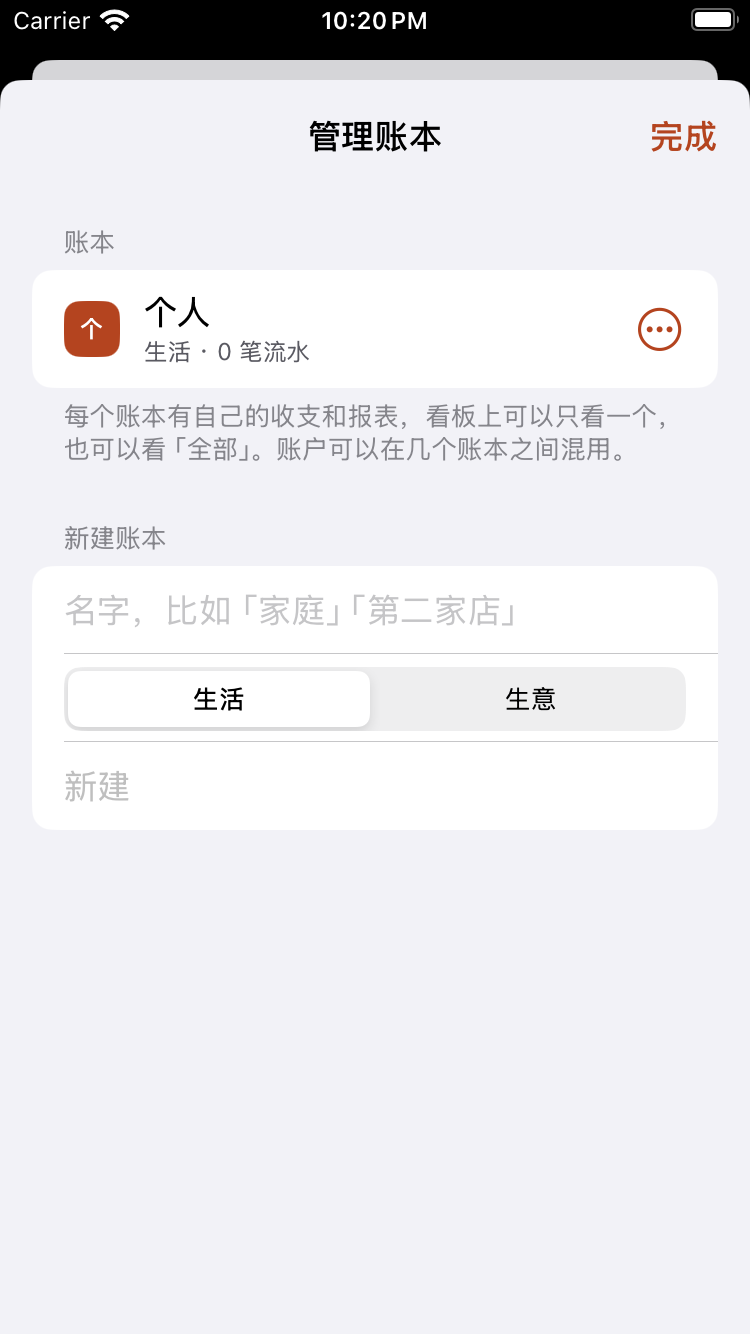 Carrier 10:20 PM
管理账本 完成
账本
个 个人
生活 · 0 笔流水
每个账本有自己的收支和报表，看板上可以只看一个，
也可以看「全部」。账户可以在几个账本之间混用。
新建账本
名字，比如「家庭」「第二家店」
生活 生意
新建